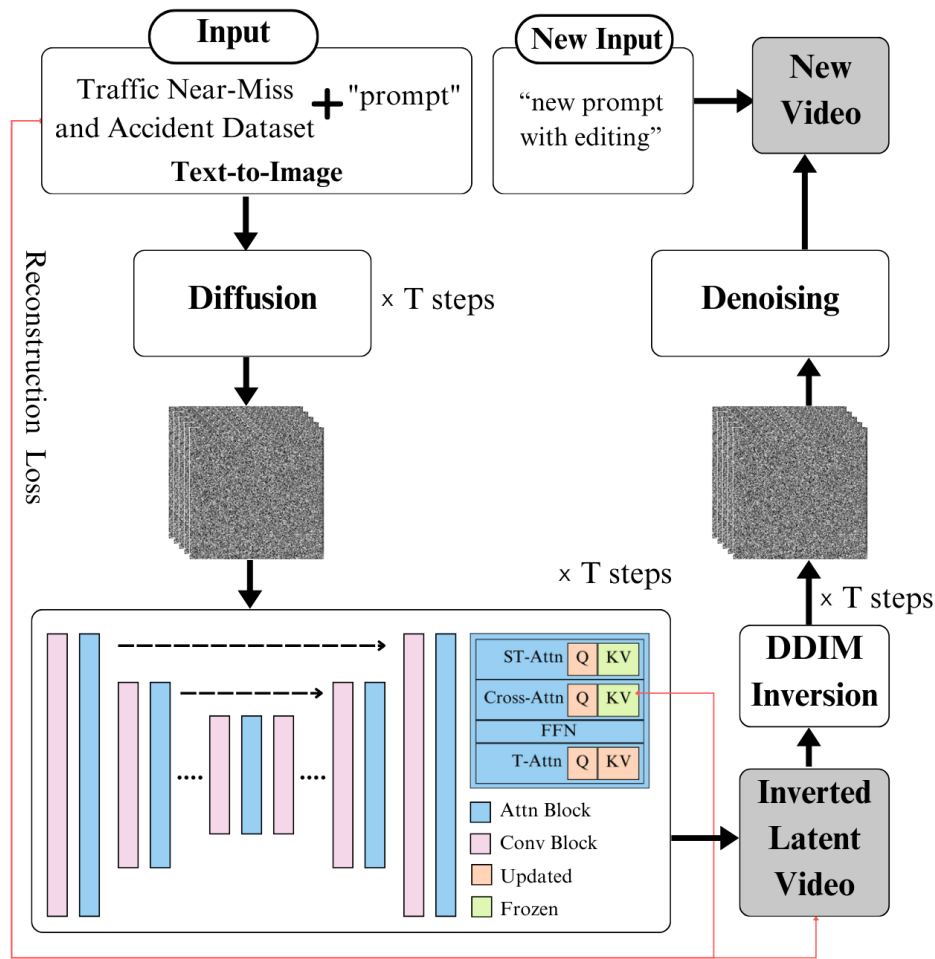 Input
Traffic Near-Miss
and Accident Dataset
+ "prompt"
Text-to-Image
New Input
“new prompt
with editing”
New
Video
Reconstruction Loss
Diffusion
x T steps
Denoising
x T steps
x T steps
ST-Attn Q KV
Cross-Attn Q KV
FFN
T-Attn Q KV
.... ....
Attn Block
Conv Block
Updated
Frozen
DDIM
Inversion
Inverted
Latent
Video